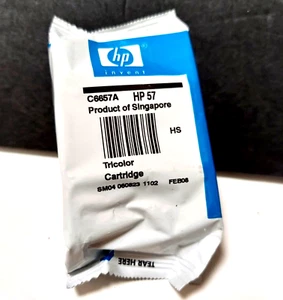 hp
invent
C6657A HP 57
Product of Singapore
HS
Tricolor
Cartridge
SM04 060823 1102 FEB08
TEAR HERE